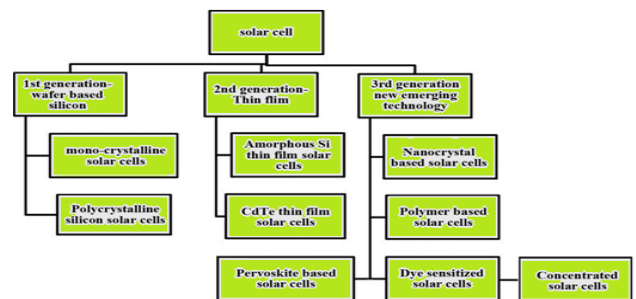 solar cell
1st generation-
wafer based
silicon
2nd generation-
Thin flim
3rd generation
new emerging
technology
mono-crystalline
solar cells
Amorphous Si
thin film solar
cells
Nanocrystal
based solar cells
Polycrystalline
silicon solar cells
CdTe thin film
solar cells
Polymer based
solar cells
Pervoskite based
solar cells
Dye sensitized
solar cells
Concentrated
solar cells